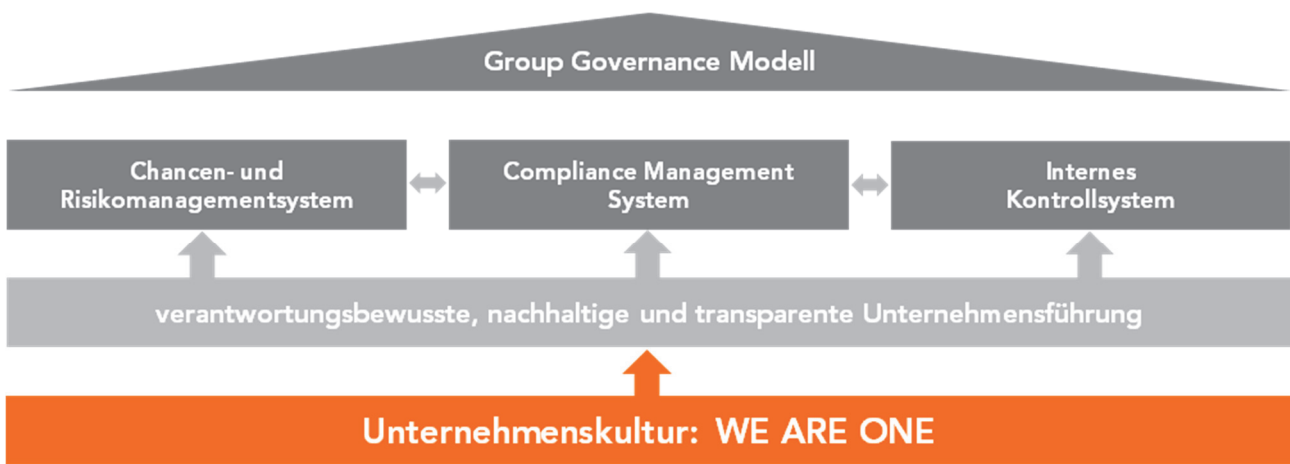 Group Governance Modell
Chancen- und
Risikomanagementsystem
Compliance Management
System
Internes
Kontrollsystem
verantwortungsbewusste, nachhaltige und transparente Unternehmensführung
Unternehmenskultur: WE ARE ONE